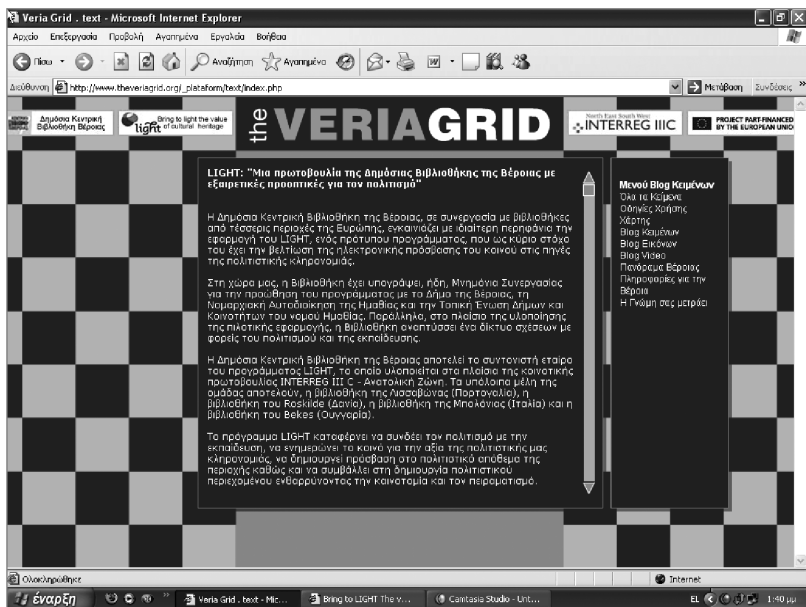 Veria Grid . text - Microsoft Internet Explorer
Αρχείο Επεξεργασία Προβολή Αγαπημένα Εργαλεία Βοήθεια
Πίσω Αναζήτηση Αγαπημένα
Διεύθυνση http://www.theveriagrid.org/_plataform/text/index.php Μετάβαση Συνδέσεις »
Δημόσια Κεντρική
Βιβλιοθήκη Βέροιας
light
Bring to light the value
of cultural heritage
the VERIAGRID
North East South West
INTERREG IIIC
PROJECT PART-FINANCED
BY THE EUROPEAN UNION
LIGHT: "Μια πρωτοβουλία της Δημόσιας Βιβλιοθήκης της Βέροιας με
εξαιρετικές προοπτικές για τον πολιτισμό"
Η Δημόσια Κεντρική Βιβλιοθήκη της Βέροιας, σε συνεργασία με βιβλιοθήκες
από τέσσερις περιοχές της Ευρώπης, εγκαινιάζει με ιδιαίτερη περηφάνια την
εφαρμογή του LIGHT, ενός πρότυπου προγράμματος, που ως κύριο στόχο
του έχει την βελτίωση της ηλεκτρονικής πρόσβασης του κοινού στις πηγές
της πολιτιστικής κληρονομιάς.
Στη χώρα μας, η Βιβλιοθήκη έχει υπογράψει, ήδη, Μνημόνια Συνεργασίας
για την προώθηση του προγράμματος με το Δήμο της Βέροιας, τη
Νομαρχιακή Αυτοδιοίκηση της Ημαθίας και την Τοπική Ένωση Δήμων και
Κοινοτήτων του νομού Ημαθίας. Παράλληλα, στο πλαίσιο της υλοποίησης
της πιλοτικής εφαρμογής, η Βιβλιοθήκη αναπτύσσει ένα δίκτυο σχέσεων με
φορείς του πολιτισμού και της εκπαίδευσης.
Η Δημόσια Κεντρική Βιβλιοθήκη της Βέροιας αποτελεί το συντονιστή εταίρο
του προγράμματος LIGHT, το οποίο υλοποιείται στα πλαίσια της κοινοτικής
πρωτοβουλίας INTERREG III C - Ανατολική Ζώνη. Τα υπόλοιπα μέλη της
ομάδας αποτελούν, η βιβλιοθήκη της Λισσαβώνας (Πορτογαλία), η
βιβλιοθήκη του Roskilde (Δανία), η βιβλιοθήκη της Μπολόνιας (Ιταλία) και η
βιβλιοθήκη του Bekes (Ουγγαρία).
Το πρόγραμμα LIGHT καταφέρνει να συνδέει τον πολιτισμό με την
εκπαίδευση, να ενημερώνει το κοινό για την αξία της πολιτιστικής μας
κληρονομιάς, να δημιουργεί πρόσβαση στο πολιτιστικό απόθεμα της
περιοχής καθώς και να συμβάλλει στη δημιουργία πολιτιστικού
περιεχομένου ενθαρρύνοντας την καινοτομία και τον πειραματισμό.
Μενού Blog Κειμένων
Όλα τα Κείμενα
Οδηγίες Χρήσης
Χάρτης
Blog Κειμένων
Blog Εικόνων
Blog Video
Πανόραμα Βέροιας
Πληροφορίες για την
Βέροια
Η Γνώμη σας μετράει
Ολοκληρώθηκε Internet
έναρξη » Veria Grid . text - Mic... Bring to LIGHT The v... Camtasia Studio - Unt... EL 1:40 μμ